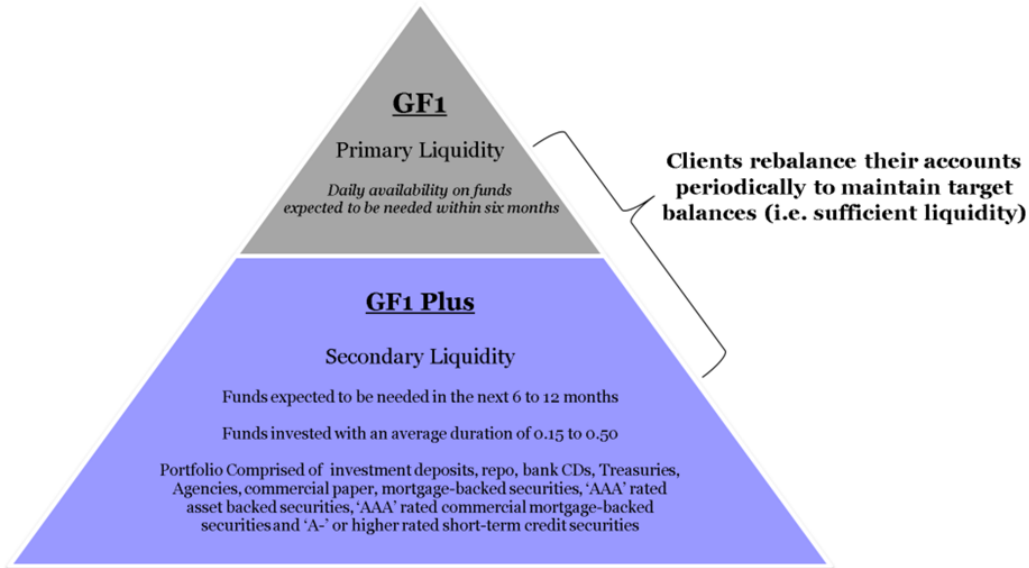 GF1
Primary Liquidity
Daily availability on funds
expected to be needed within six months
Clients rebalance their accounts
periodically to maintain target
balances (i.e. sufficient liquidity)
GF1 Plus
Secondary Liquidity
Funds expected to be needed in the next 6 to 12 months
Funds invested with an average duration of 0.15 to 0.50
Portfolio Comprised of investment deposits, repo, bank CDs, Treasuries,
Agencies, commercial paper, mortgage-backed securities, ‘AAA’ rated
asset backed securities, ‘AAA’ rated commercial mortgage-backed
securities and ‘A-’ or higher rated short-term credit securities